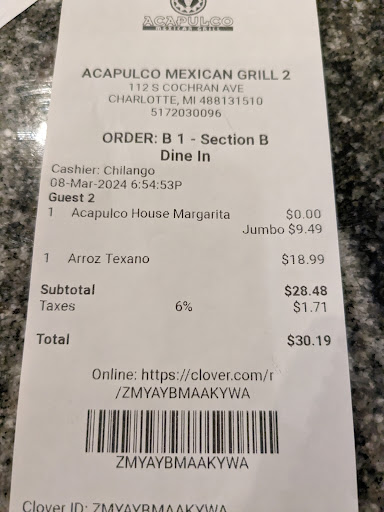 ACAPULCO
MEXICAN GRILL
ACAPULCO MEXICAN GRILL 2
112 S COCHRAN AVE
CHARLOTTE, MI 488131510
5172030096
ORDER: B 1 - Section B
Dine In
Cashier: Chilango
08-Mar-2024 6:54:53P
Guest 2
1 Acapulco House Margarita $0.00
Jumbo $9.49
1 Arroz Texano $18.99
Subtotal $28.48
Taxes 6% $1.71
Total $30.19
Online: https://clover.com/r
/ZMYAYBMAAKYWA
ZMYAYBMAAKYWA
Clover ID: ZMYAYBMAAKYWA